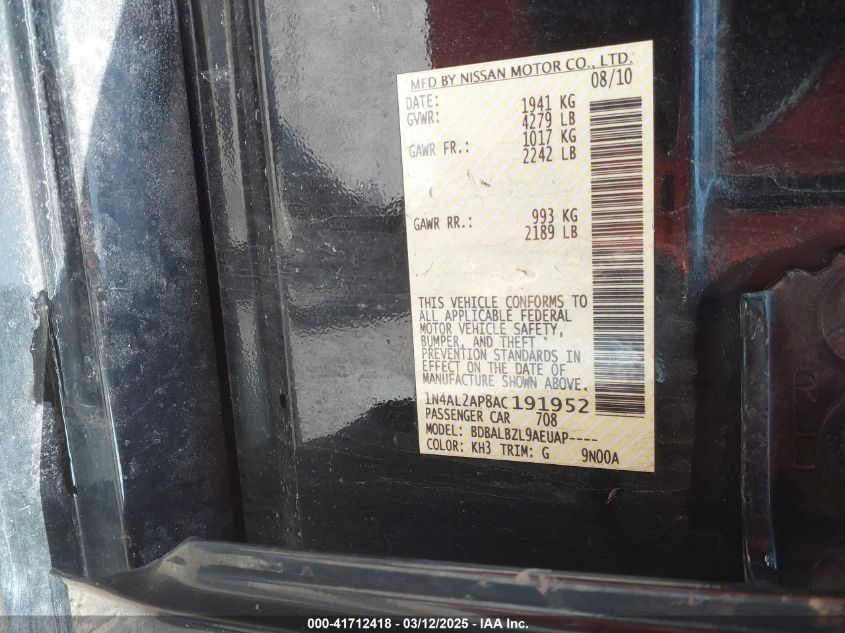 MFD BY NISSAN MOTOR CO., LTD.
DATE: 08/10
GVWR: 1941 KG
4279 LB
GAWR FR.: 1017 KG
2242 LB
GAWR RR.: 993 KG
2189 LB
THIS VEHICLE CONFORMS TO
ALL APPLICABLE FEDERAL
MOTOR VEHICLE SAFETY,
BUMPER, AND THEFT
PREVENTION STANDARDS IN
EFFECT ON THE DATE OF
MANUFACTURE SHOWN ABOVE.
1N4AL2AP8AC191952
PASSENGER CAR 708
MODEL: BDBALBZL9AEUAP----
COLOR: KH3 TRIM: G 9N00A
000-41712418 - 03/12/2025 - IAA Inc.